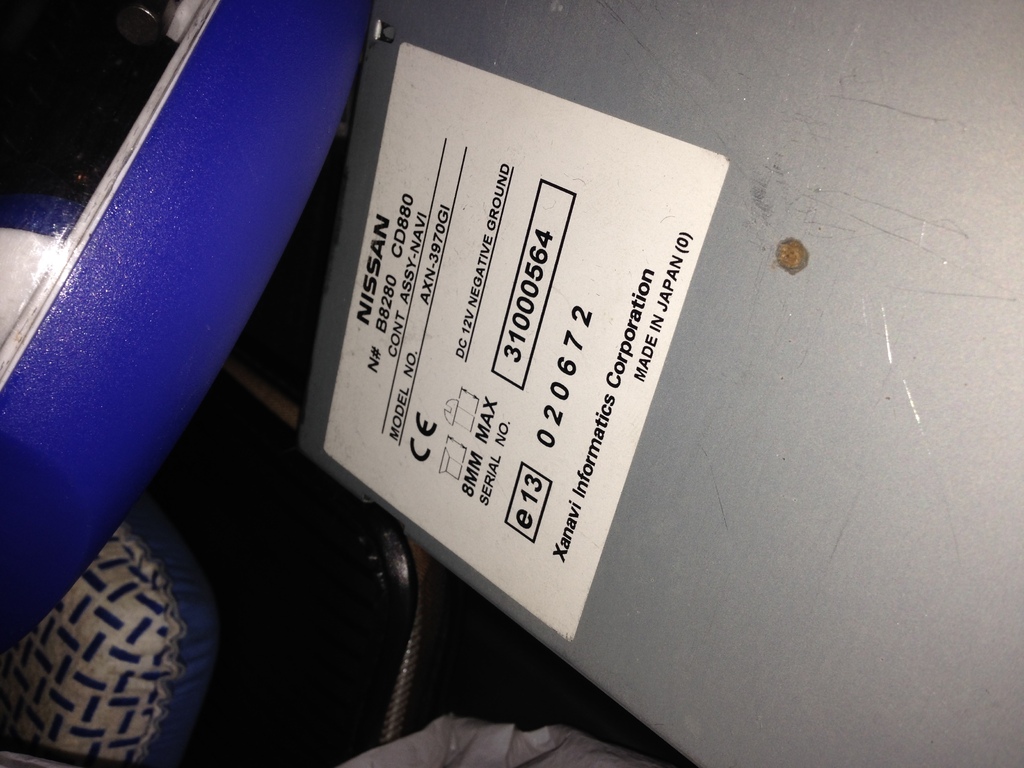 NISSAN
N# B8280 CD880
CONT ASSY-NAVI
MODEL NO. AXN-3970GI
CE
DC 12V NEGATIVE GROUND
8MM MAX
SERIAL NO. 31000564
e13 020672
Xanavi Informatics Corporation
MADE IN JAPAN (0)